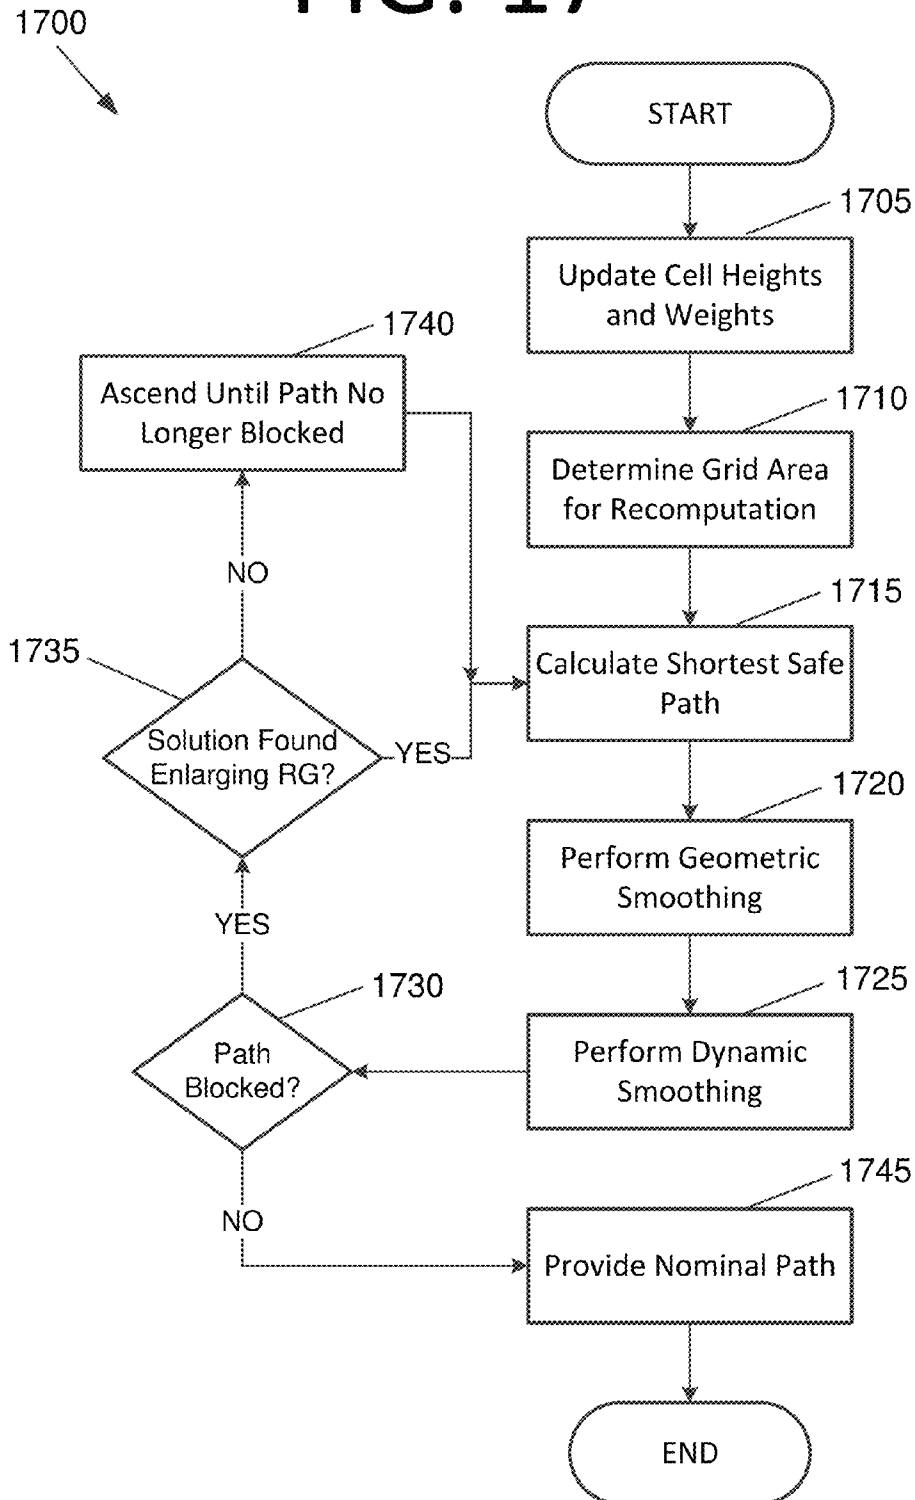 FIG. 17
1700
START
1705
Update Cell Heights
and Weights
1740
Ascend Until Path No
Longer Blocked
1710
Determine Grid Area
for Recomputation
NO
1715
Calculate Shortest Safe
Path
1735
Solution Found
Enlarging RG?
YES
1720
Perform Geometric
Smoothing
YES
1725
Perform Dynamic
Smoothing
1730
Path
Blocked?
NO
1745
Provide Nominal Path
END